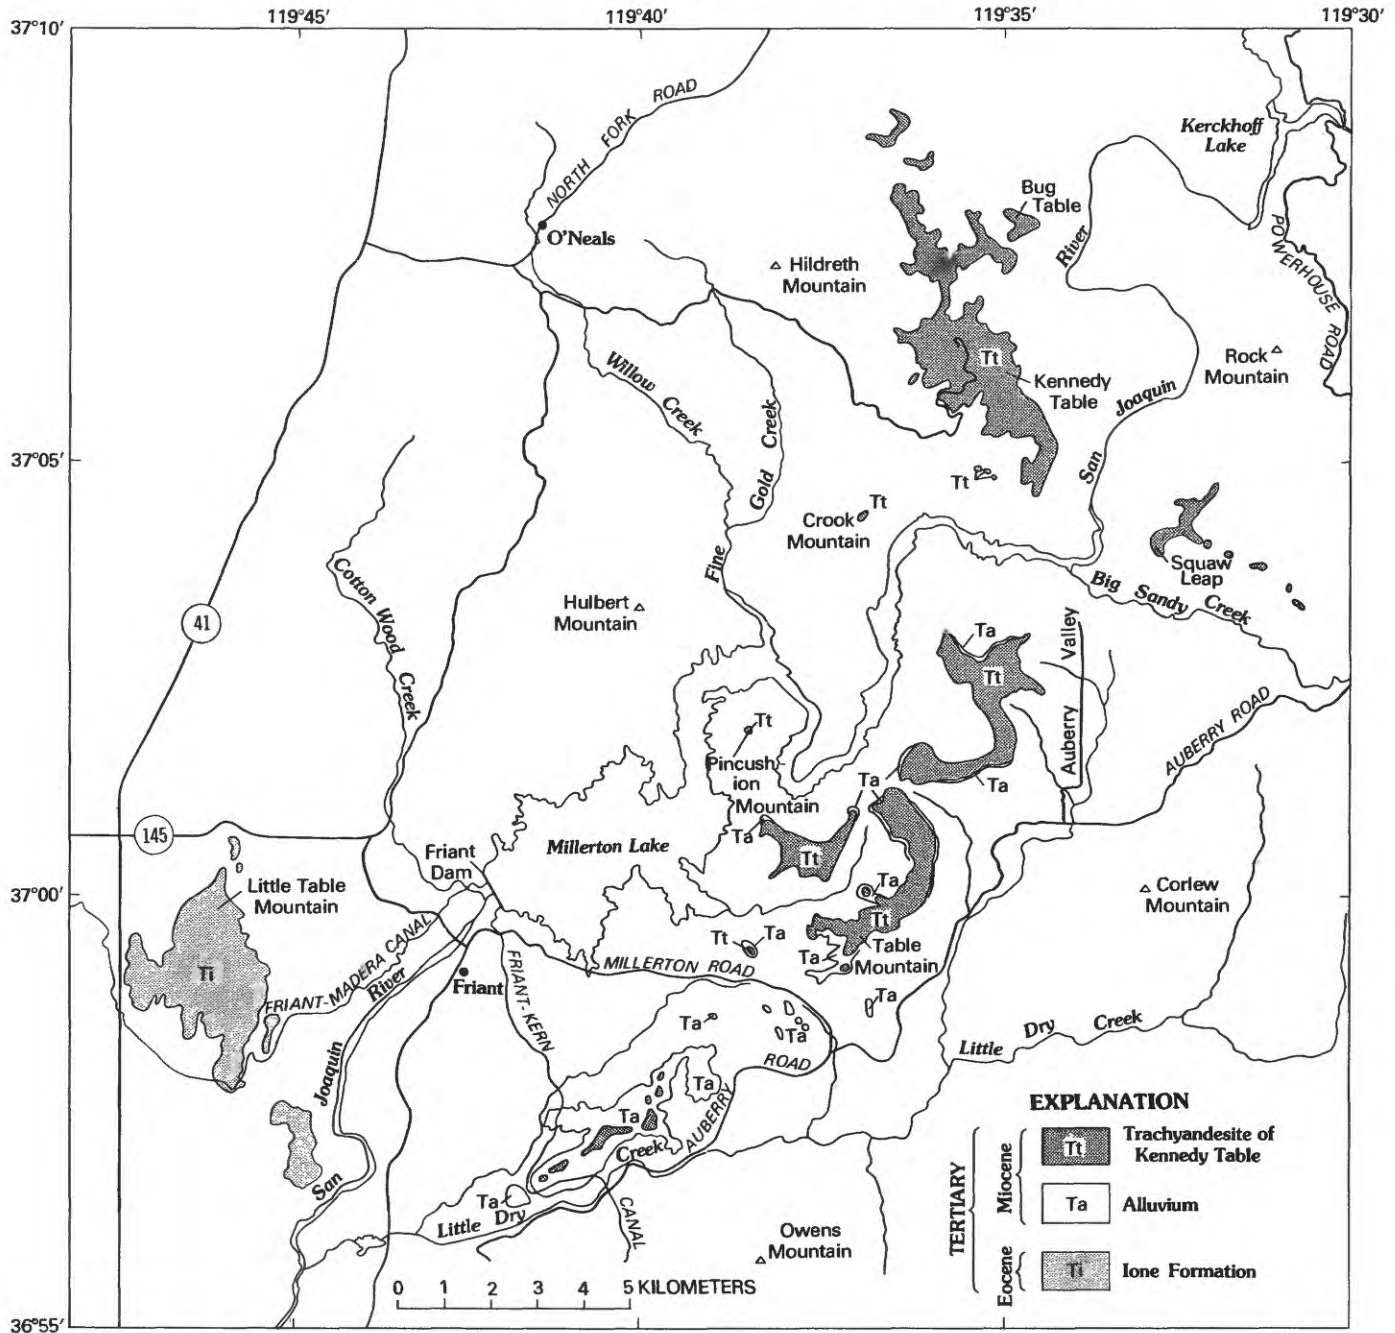 119°45′ 119°40′ 119°35′ 119°30′
37°10′
NORTH FORK ROAD
Kerckhoff
Lake
Bug
Table
O'Neals
River
POWERHOUSE ROAD
Hildreth
Mountain
Tt
Rock
Mountain
Willow Creek
Kennedy
Table
Joaquin
Gold Creek
37°05′
San
Tt
Tt
Crook
Mountain
Fine
Squaw
Leap
Cotton Wood Creek
Big Sandy Creek
Hulbert
Mountain
41
Ta
Tt
Auberry Valley
AUBERRY ROAD
Tt
Pincush-
ion
Mountain
Ta
Ta
145
Ta
Friant
Dam
Millerton Lake
Tt
Little Table
Mountain
37°00′
Ta
Corlew
Mountain
Tt
Tt
Ta
Table
Mountain
Ta
FRIANT-MADERA CANAL
River
FRIANT-KERN
MILLERTON ROAD
Ti
Friant
Ta
Ta
Ta
Little Dry Creek
ROAD
Joaquin
Ta
AUBERRY
Ta
Creek
San
Ta
Little Dry
CANAL
Owens
Mountain
EXPLANATION
TERTIARY
Miocene
Tt
Trachyandesite of
Kennedy Table
Ta
Alluvium
Eocene
Ti
Ione Formation
0 1 2 3 4 5 KILOMETERS
36°55′